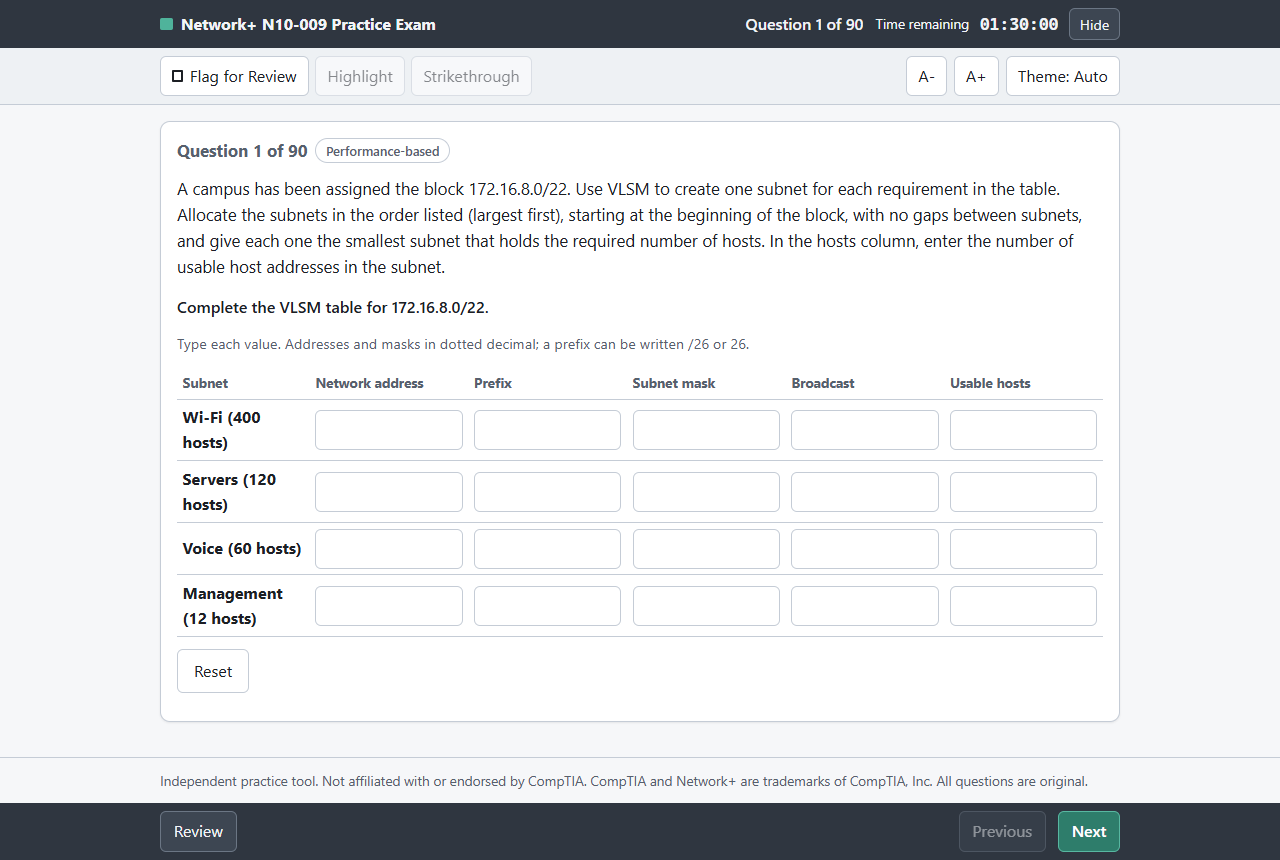 Network+ N10-009 Practice Exam
Question 1 of 90 Time remaining 01:30:00 Hide
Flag for Review Highlight Strikethrough A- A+ Theme: Auto
Question 1 of 90 Performance-based
A campus has been assigned the block 172.16.8.0/22. Use VLSM to create one subnet for each requirement in the table.
Allocate the subnets in the order listed (largest first), starting at the beginning of the block, with no gaps between subnets,
and give each one the smallest subnet that holds the required number of hosts. In the hosts column, enter the number of
usable host addresses in the subnet.
Complete the VLSM table for 172.16.8.0/22.
Type each value. Addresses and masks in dotted decimal; a prefix can be written /26 or 26.
Subnet Network address Prefix Subnet mask Broadcast Usable hosts
Wi-Fi (400
hosts)
Servers (120
hosts)
Voice (60 hosts)
Management
(12 hosts)
Reset
Independent practice tool. Not affiliated with or endorsed by CompTIA. CompTIA and Network+ are trademarks of CompTIA, Inc. All questions are original.
Review Previous Next